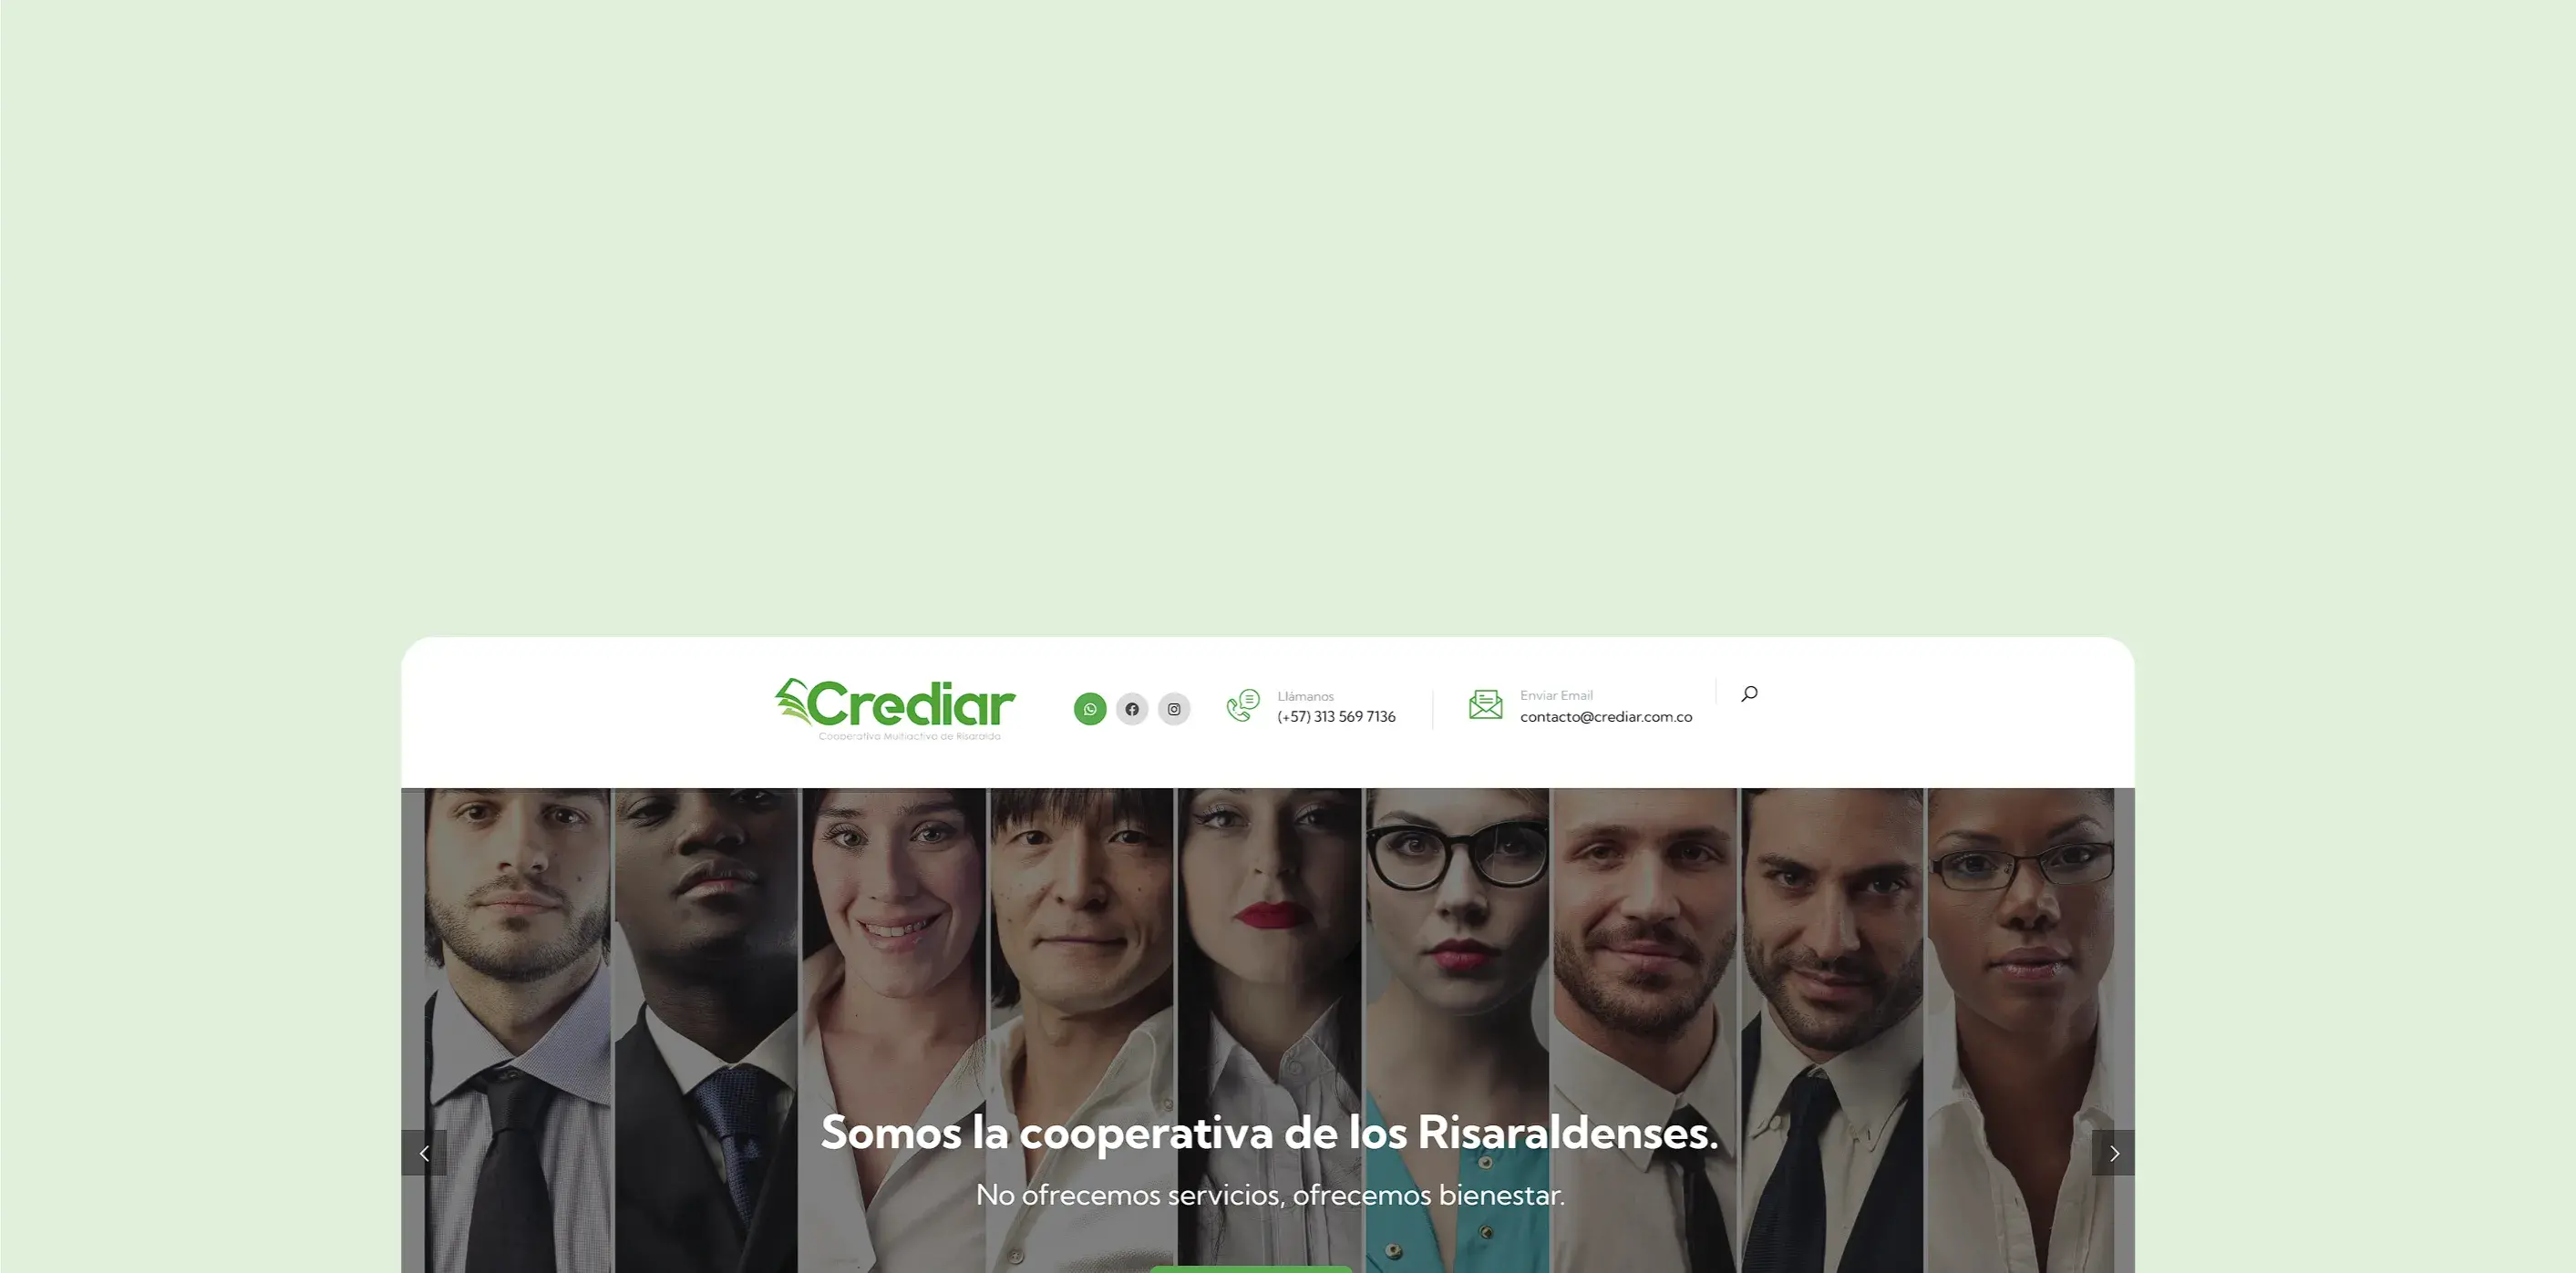 Crediar
Cooperativa Multiactiva de Risaralda
Llámanos
(+57) 313 569 7136
Enviar Email
contacto@crediar.com.co
Somos la cooperativa de los Risaraldenses.
No ofrecemos servicios, ofrecemos bienestar.